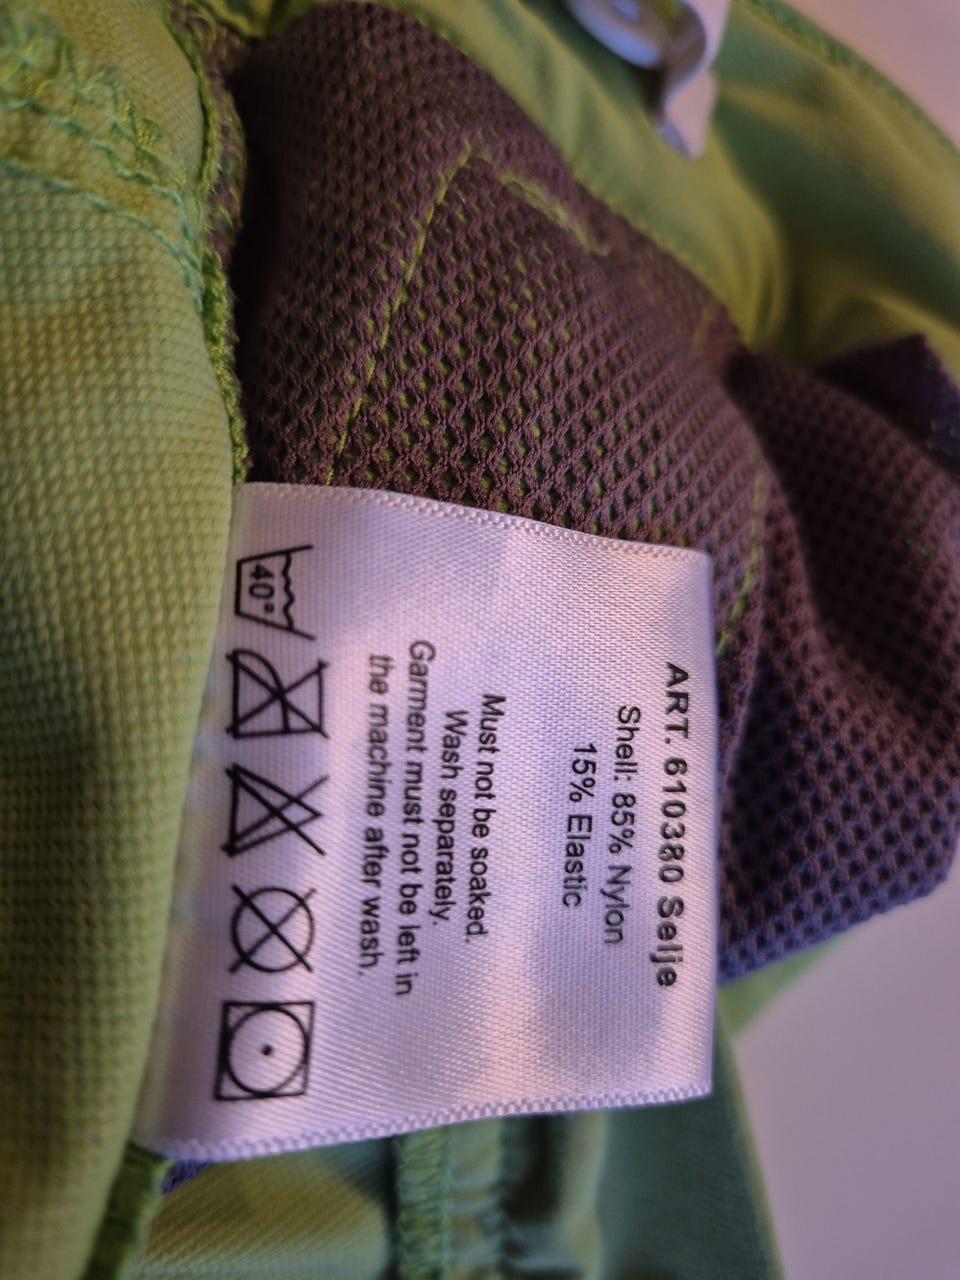 ART. 610380 Selje
Shell: 85% Nylon
15% Elastic
Must not be soaked.
Wash separately.
Garment must not be left in
the machine after wash.
40°